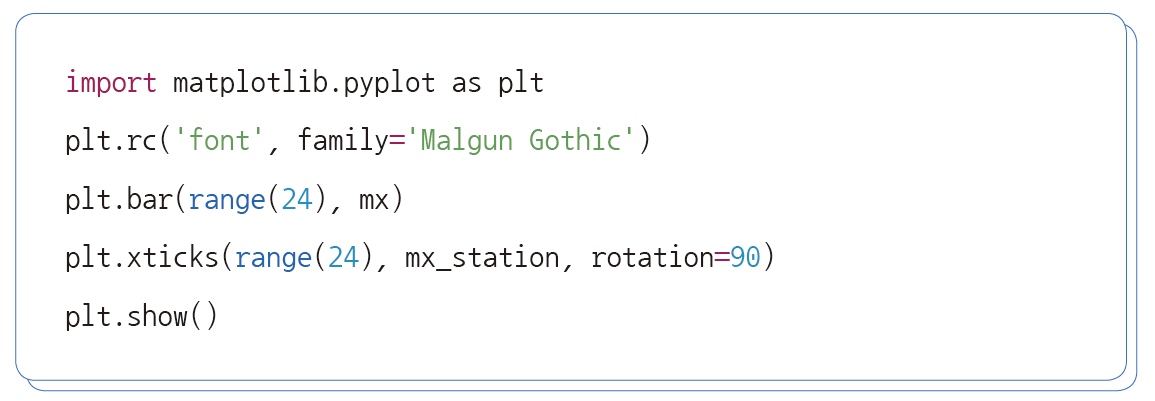 import matplotlib.pyplot as plt
plt.rc('font', family='Malgun Gothic')
plt.bar(range(24), mx)
plt.xticks(range(24), mx_station, rotation=90)
plt.show()